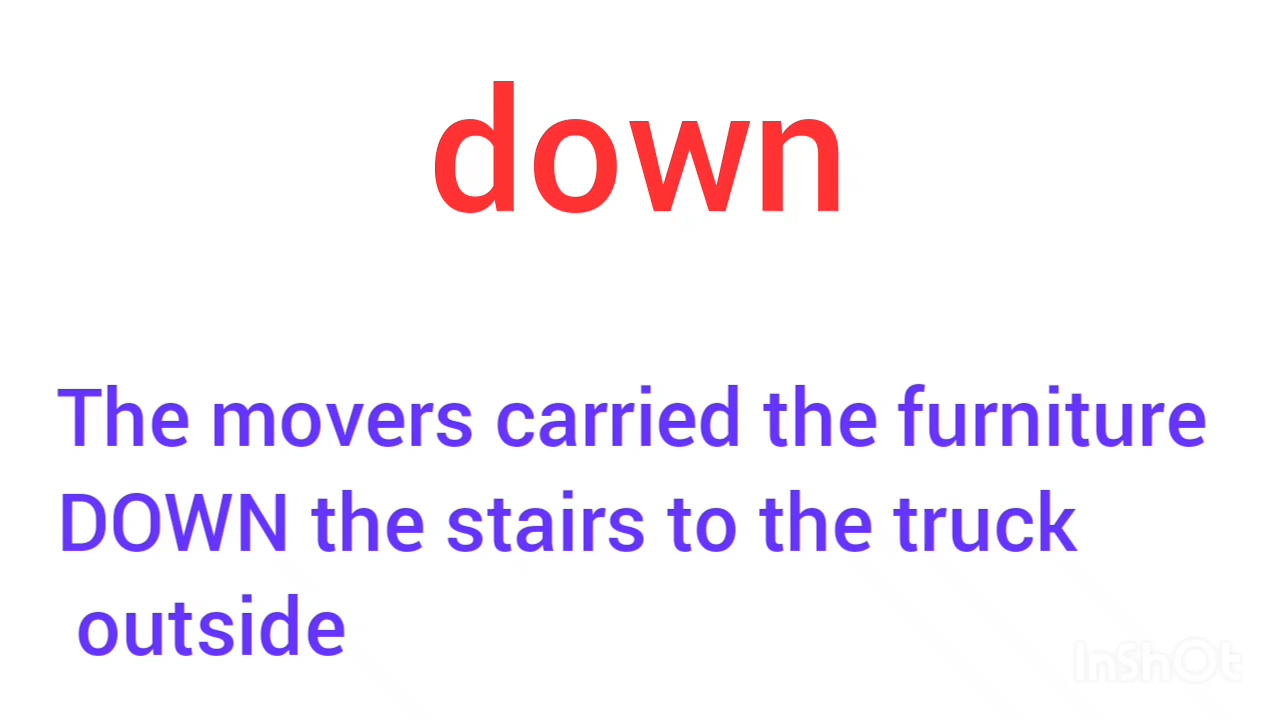 down
The movers carried the furniture
DOWN the stairs to the truck
outside
InShOt